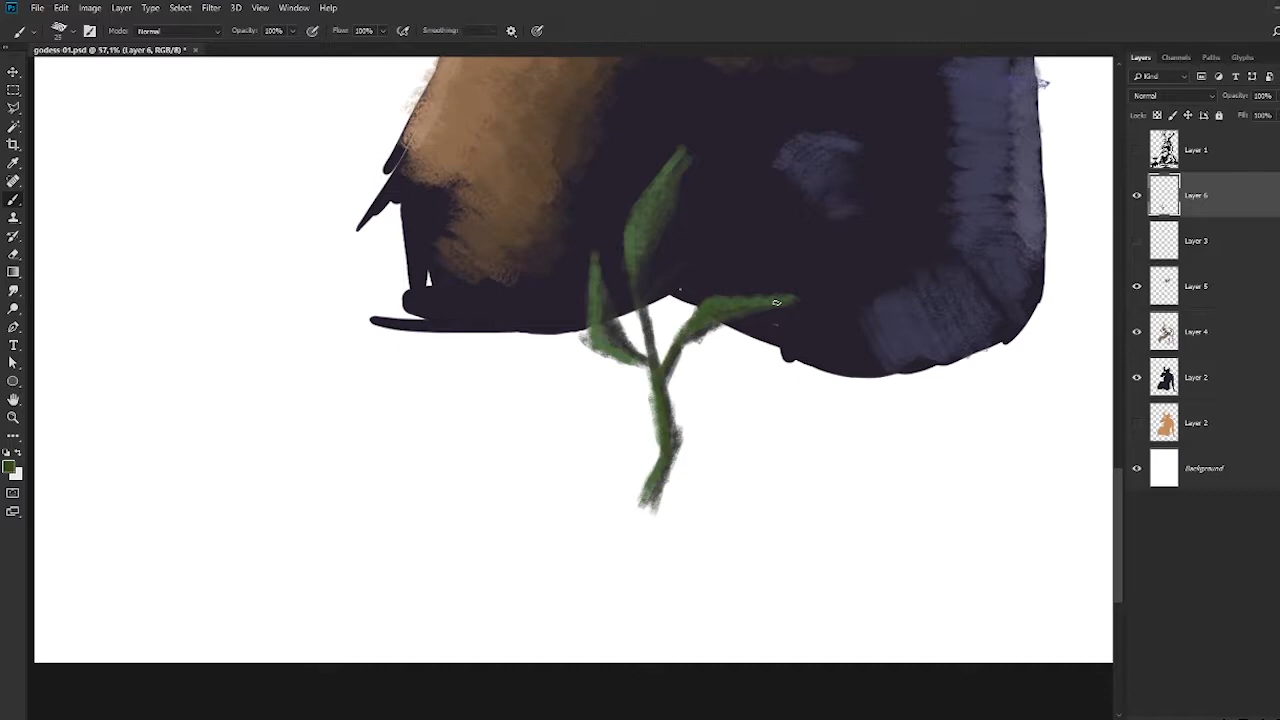 Ps File Edit Image Layer Type Select Filter 3D View Window Help
25 Mode: Normal Opacity: 100% Flow: 100% Smoothing:
godess-01.psd @ 57,1% (Layer 6, RGB/8) * ×
Layers Channels Paths Glyphs
Kind
Normal Opacity: 100%
Lock: Fill: 100%
Layer 1
Layer 6
Layer 3
Layer 5
Layer 4
Layer 2
Layer 2
Background